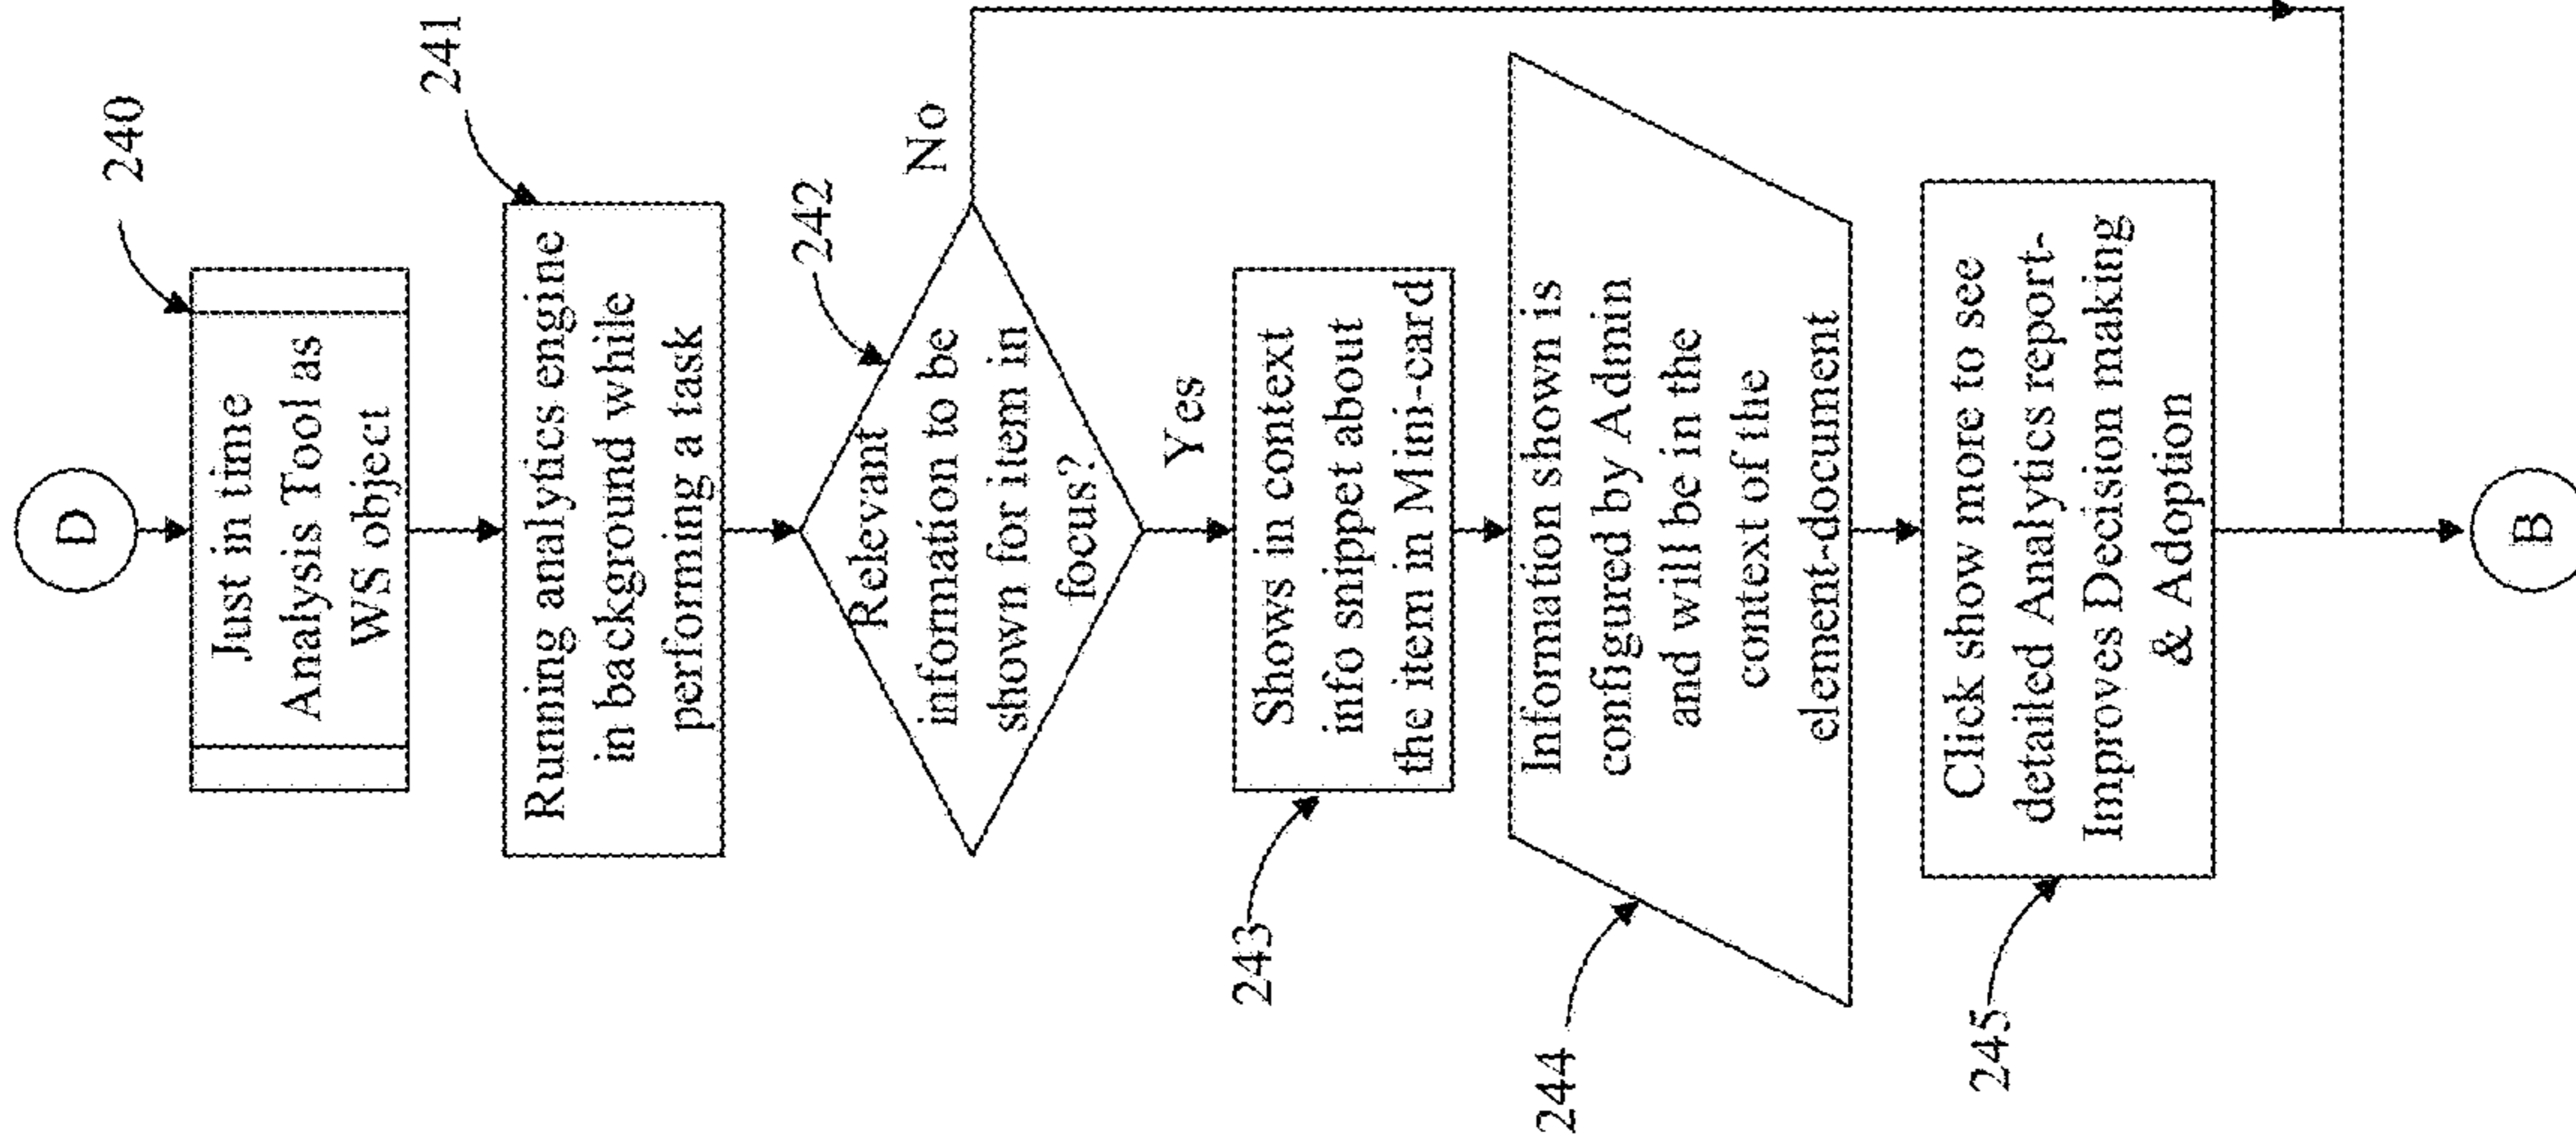 D
240
Just in time
Analysis Tool as
WS object
241
Running analytics engine
in background while
performing a task
242
Relevant
information to be
shown for item in
focus?
No
Yes
243
Shows in context
info snippet about
the item in Mini-card
244
Information shown is
configured by Admin
and will be in the
context of the
element-document
245
Click show more to see
detailed Analytics report-
Improves Decision making
& Adoption
B